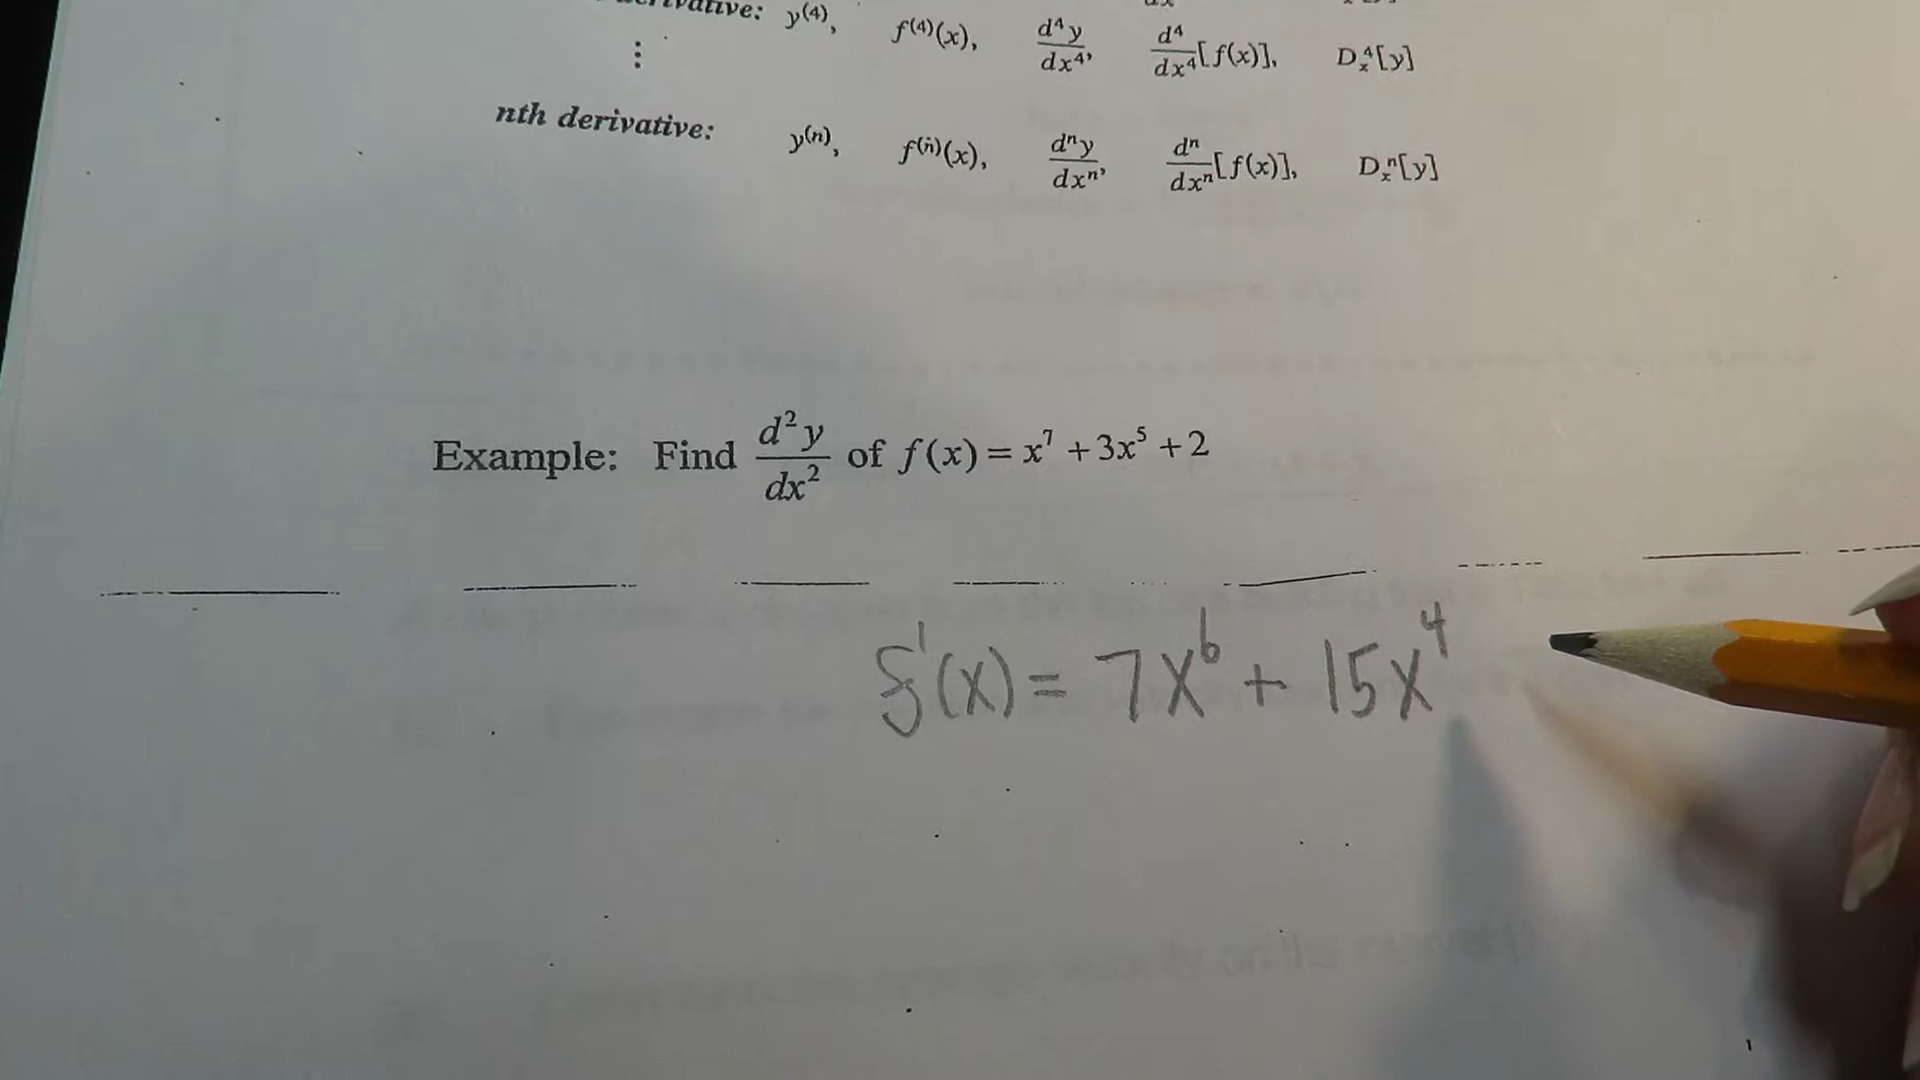 y⁽⁴⁾, f⁽⁴⁾(x), d⁴y/dx⁴, d⁴/dx⁴[f(x)], Dₓ⁴[y]
⋮
nth derivative: y⁽ⁿ⁾, f⁽ⁿ⁾(x), dⁿy/dxⁿ, dⁿ/dxⁿ[f(x)], Dₓⁿ[y]
Example: Find d²y/dx² of f(x) = x⁷ + 3x⁵ + 2
f'(x) = 7x⁶ + 15x⁴
1